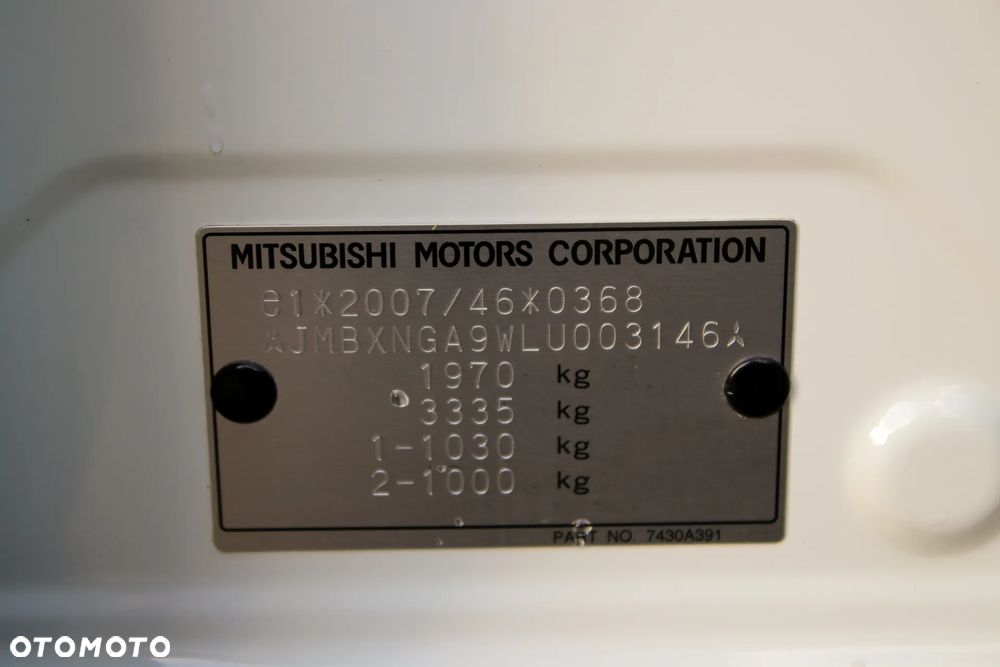 MITSUBISHI MOTORS CORPORATION
e1*2007/46*0368
JMBXNGA9WLU003146
1970 kg
3335 kg
1-1030 kg
2-1000 kg
PART NO. 7430A391
OTOMOTO